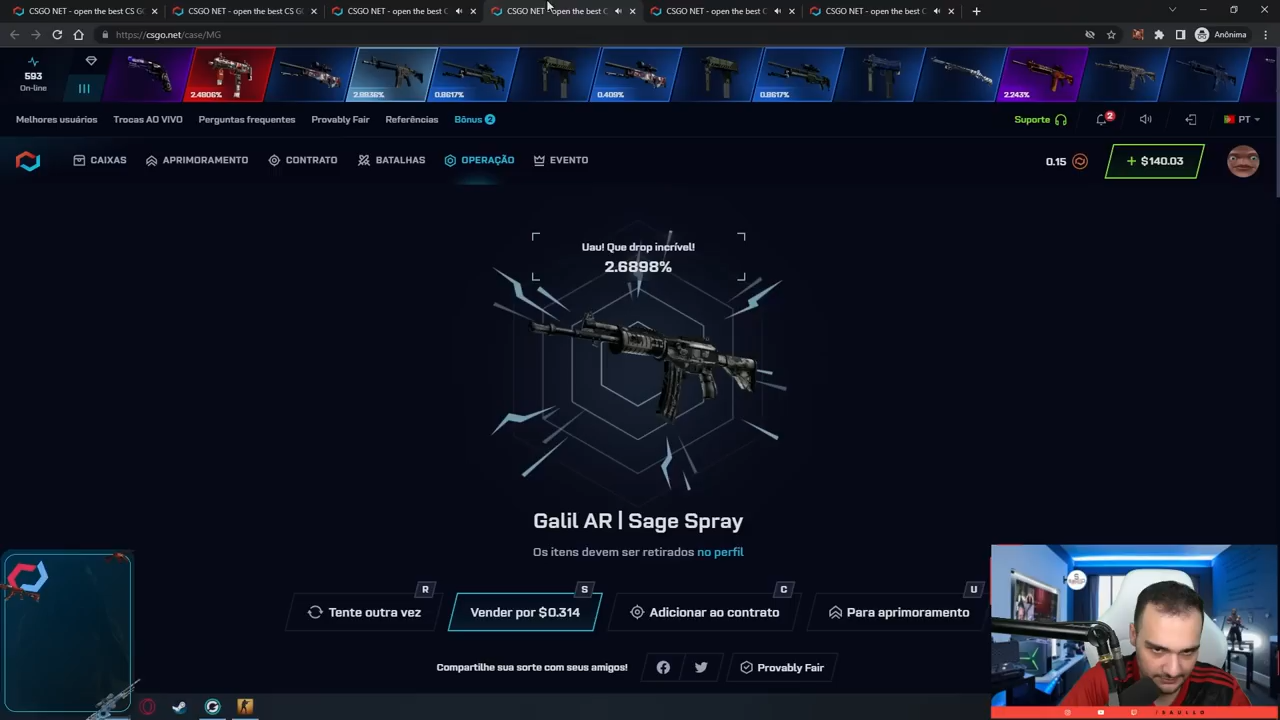 CSGO NET - open the best CS GO
CSGO NET - open the best CS GO
CSGO NET - open the best C
CSGO NET - open the best C
CSGO NET - open the best C
CSGO NET - open the best C
https://csgo.net/case/MG
Anônima
593
On-line
2.4806%
2.8836%
0.8617%
0.409%
0.8617%
2.243%
Melhores usuários
Trocas AO VIVO
Perguntas frequentes
Provably Fair
Referências
Bônus 2
Suporte
2
PT
CAIXAS
APRIMORAMENTO
CONTRATO
BATALHAS
OPERAÇÃO
EVENTO
0.15
+ $140.03
Uau! Que drop incrível!
2.6898%
Galil AR | Sage Spray
Os itens devem ser retirados no perfil
R
S
C
U
Tente outra vez
Vender por $0.314
Adicionar ao contrato
Para aprimoramento
Compartilhe sua sorte com seus amigos!
Provably Fair